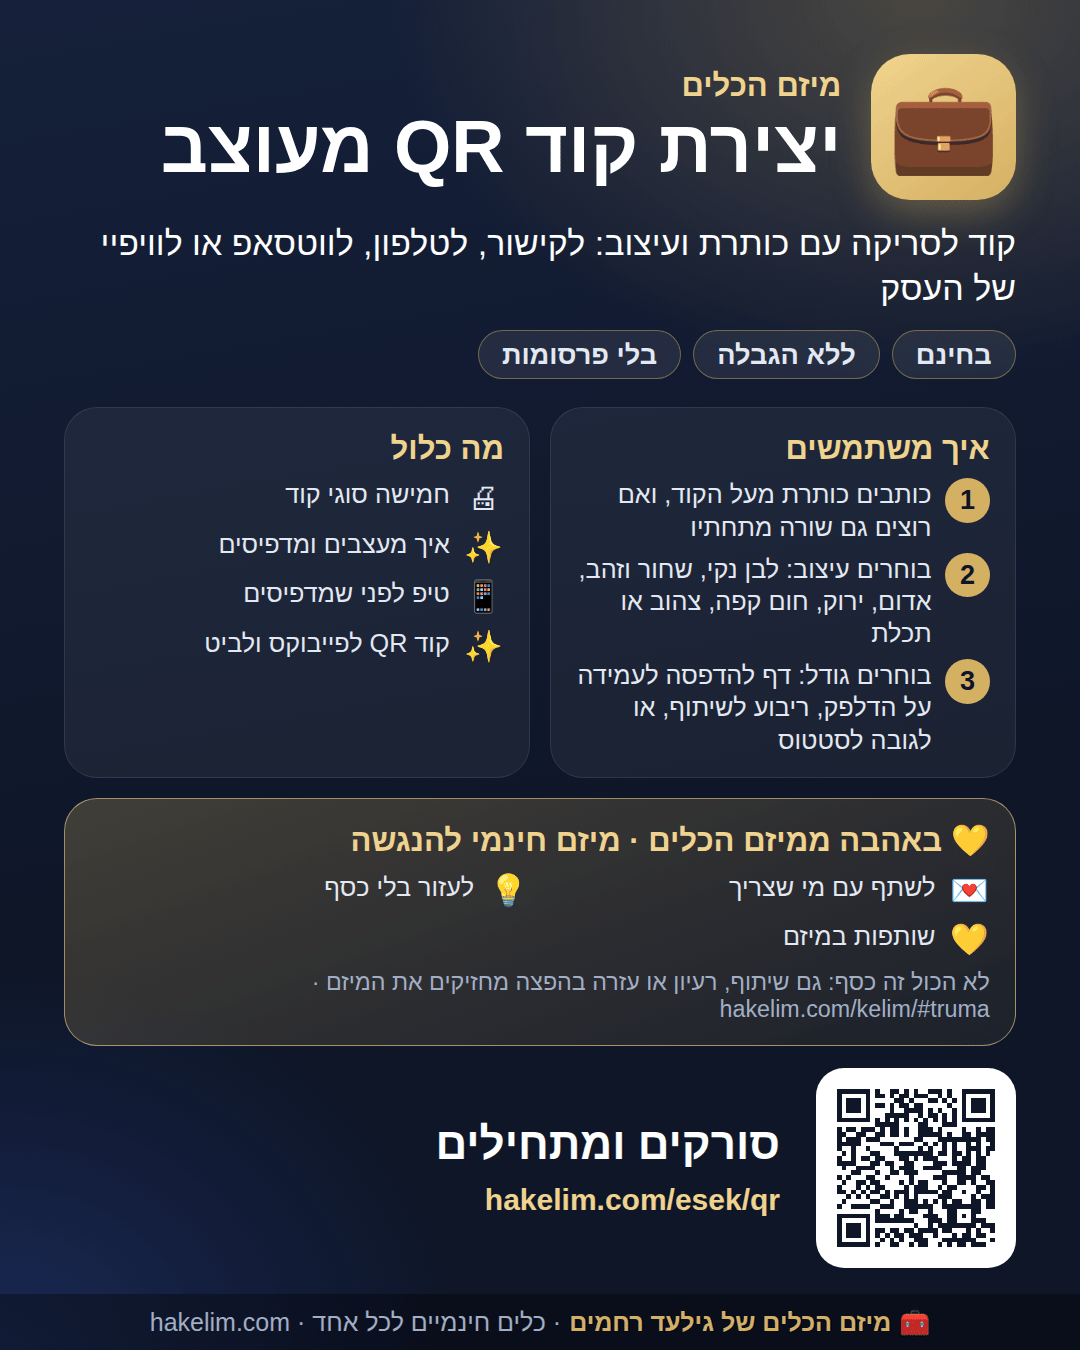 מיזם הכלים
יצירת קוד QR מעוצב
קוד לסריקה עם כותרת ועיצוב: לקישור, לטלפון, לווטסאפ או לוויפיי
של העסק
בחינם
ללא הגבלה
בלי פרסומות
איך משתמשים
1 כותבים כותרת מעל הקוד, ואם
רוצים גם שורה מתחתיו
2 בוחרים עיצוב: לבן נקי, שחור וזהב,
אדום, ירוק, חום קפה, צהוב או
תכלת
3 בוחרים גודל: דף להדפסה לעמידה
על הדלפק, ריבוע לשיתוף, או
לגובה לסטטוס
מה כלול
חמישה סוגי קוד
איך מעצבים ומדפיסים
טיפ לפני שמדפיסים
קוד QR לפייבוקס ולביט
באהבה ממיזם הכלים · מיזם חינמי להנגשה
לשתף עם מי שצריך
לעזור בלי כסף
שותפות במיזם
לא הכול זה כסף: גם שיתוף, רעיון או עזרה בהפצה מחזיקים את המיזם ·
hakelim.com/kelim/#truma
סורקים ומתחילים
hakelim.com/esek/qr
מיזם הכלים של גילעד רחמים · כלים חינמיים לכל אחד · hakelim.com